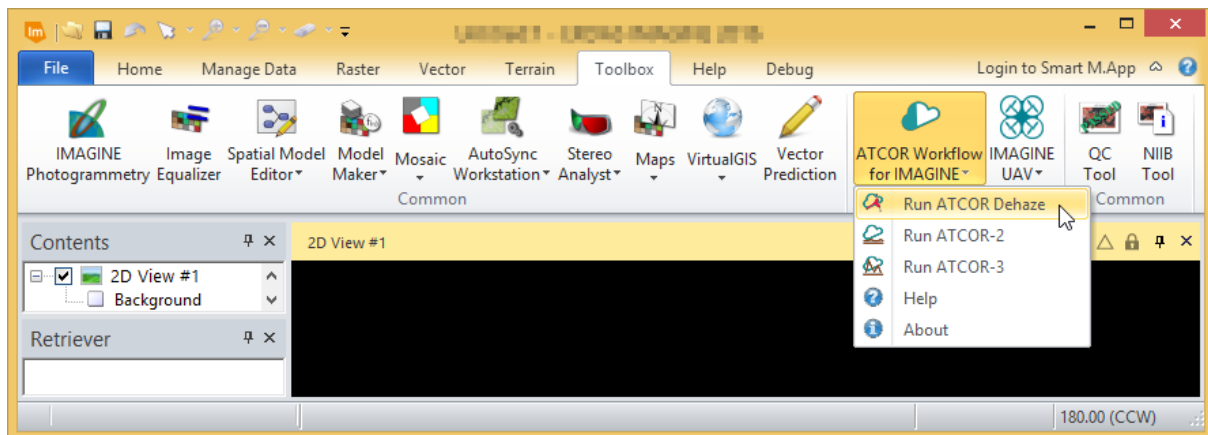 Im
File Home Manage Data Raster Vector Terrain Toolbox Help Debug Login to Smart M.App
IMAGINE Photogrammetry
Image Equalizer
Spatial Model Editor
Model Maker
Mosaic
AutoSync Workstation
Stereo Analyst
Maps
VirtualGIS
Vector Prediction
ATCOR Workflow for IMAGINE
IMAGINE UAV
QC Tool
NIIB Tool
Common
Common
Run ATCOR Dehaze
Run ATCOR-2
Run ATCOR-3
Help
About
Contents
2D View #1
2D View #1
Background
Retriever
180.00 (CCW)